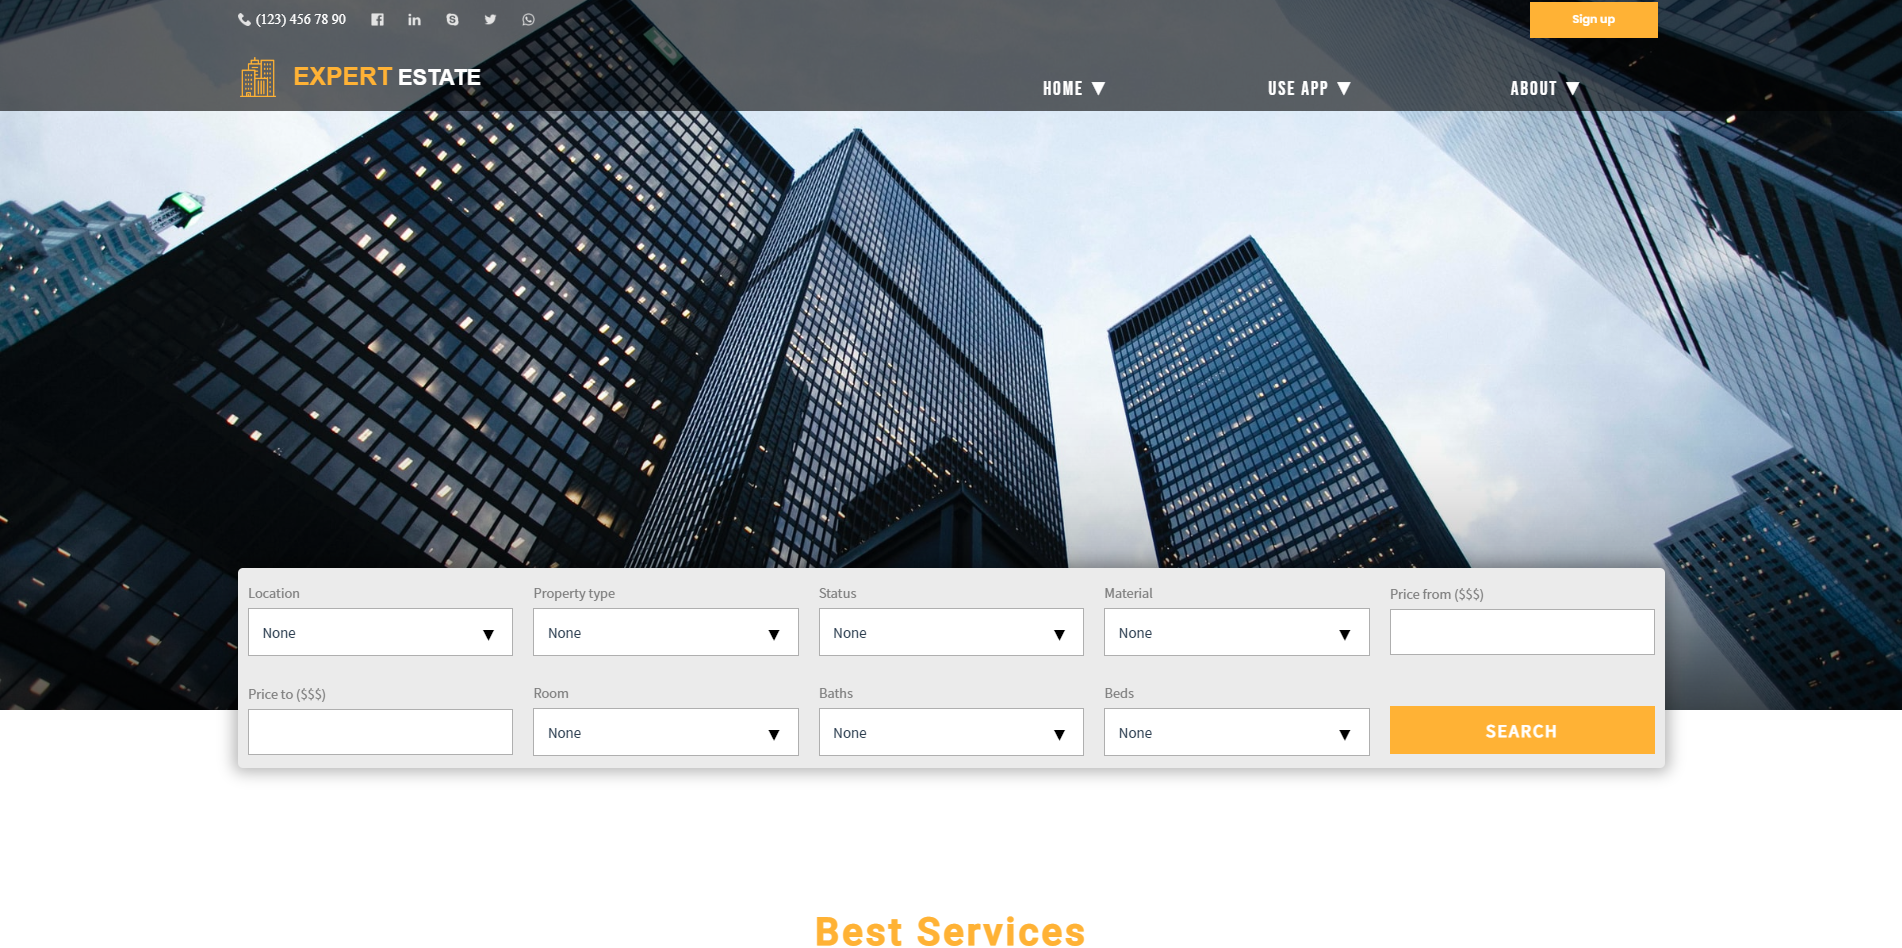 (123) 456 78 90
Sign up
EXPERT ESTATE
HOME ▼
USE APP ▼
ABOUT ▼
Location
Property type
Status
Material
Price from ($$$)
None
None
None
None
Price to ($$$)
Room
Baths
Beds
None
None
None
SEARCH
Best Services